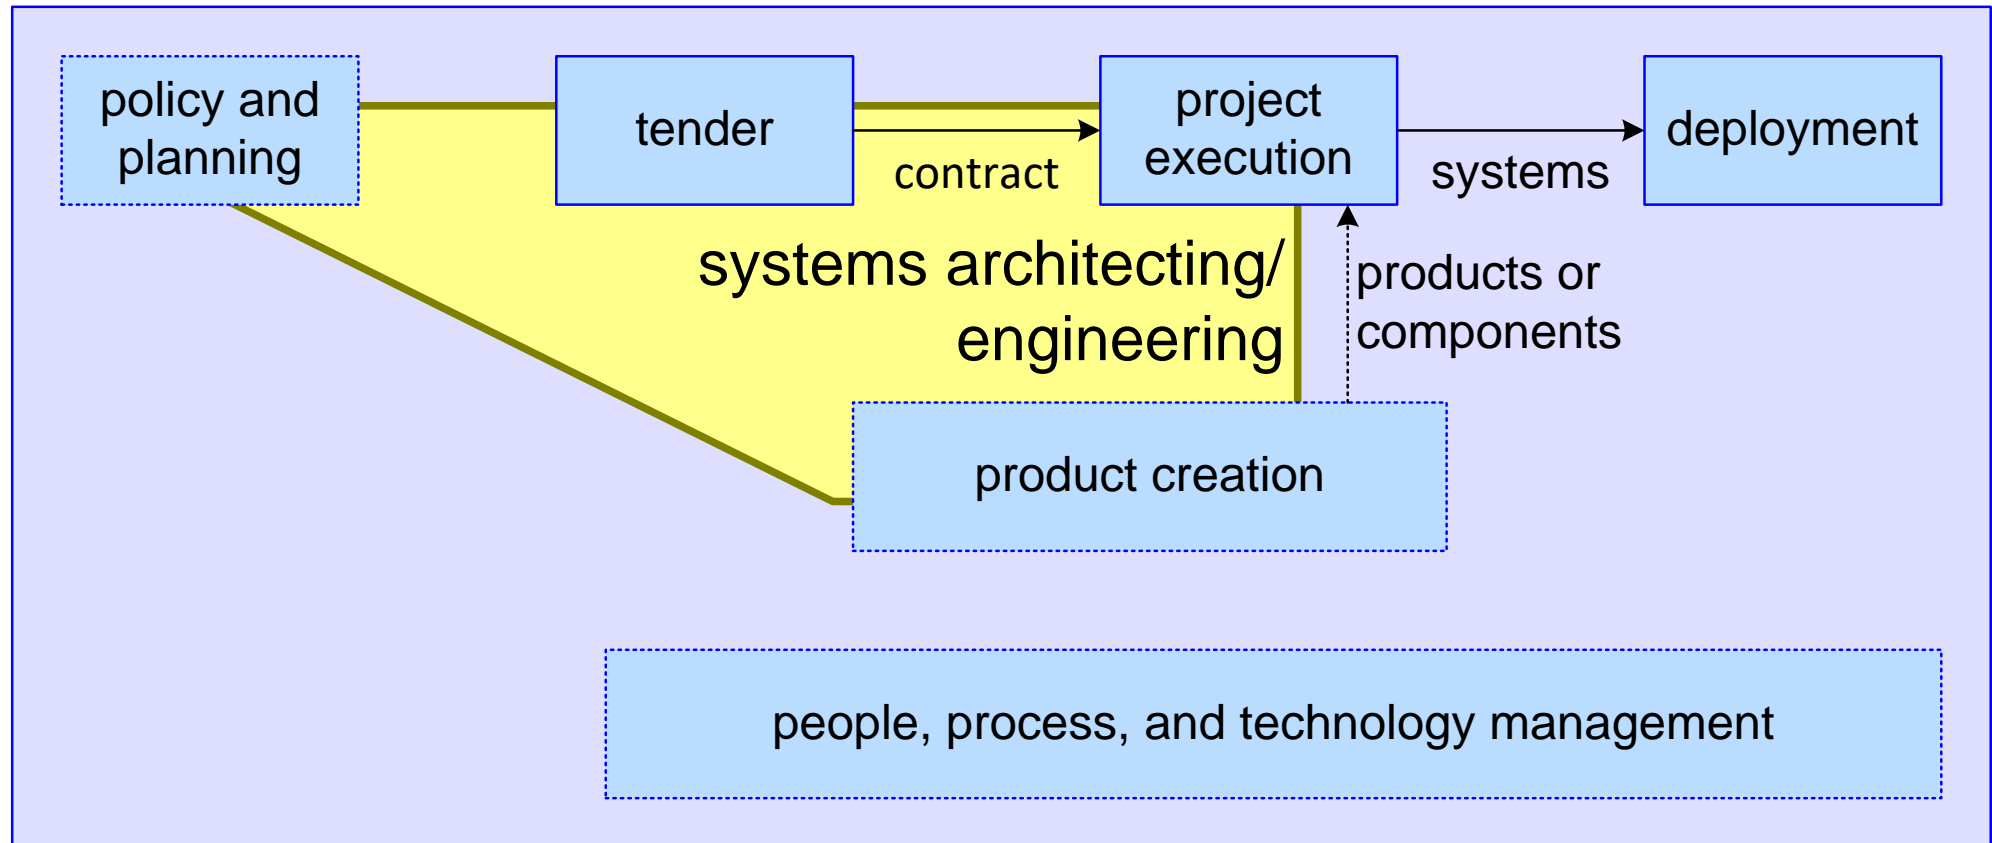 policy and
planning
tender
contract
project
execution
systems
deployment
systems architecting/
engineering
products or
components
product creation
people, process, and technology management